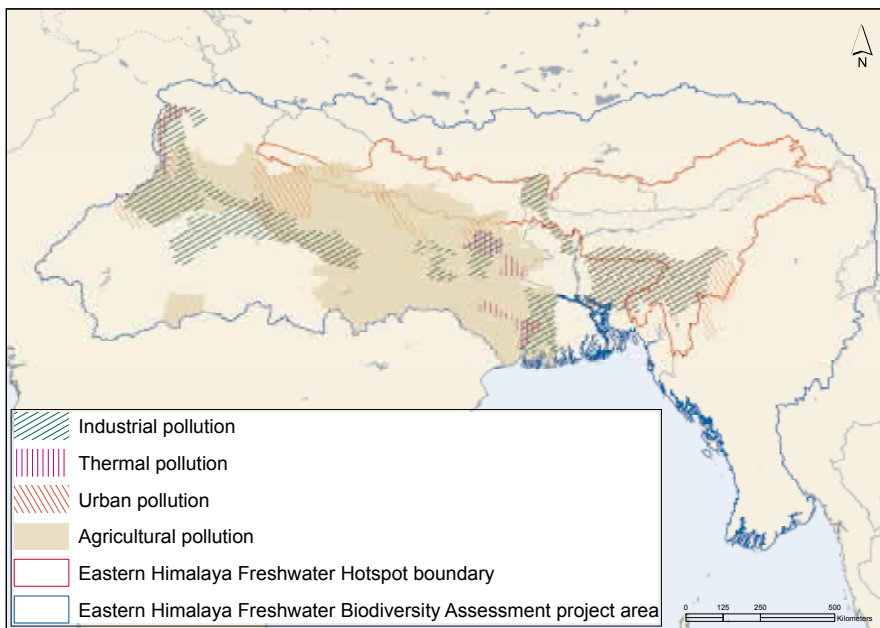 N
Industrial pollution
Thermal pollution
Urban pollution
Agricultural pollution
Eastern Himalaya Freshwater Hotspot boundary
Eastern Himalaya Freshwater Biodiversity Assessment project area
0 125 250 500
Kilometers